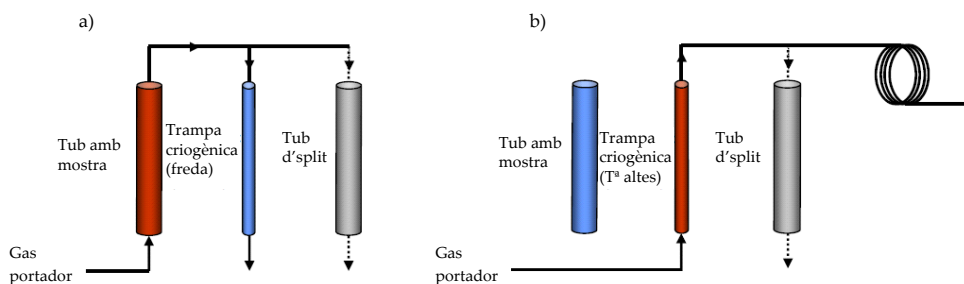 a)
Tub amb
mostra
Trampa
criogènica
(freda)
Tub
d'split
Gas
portador
b)
Tub amb
mostra
Trampa
criogènica
(Tª altes)
Tub
d'split
Gas
portador